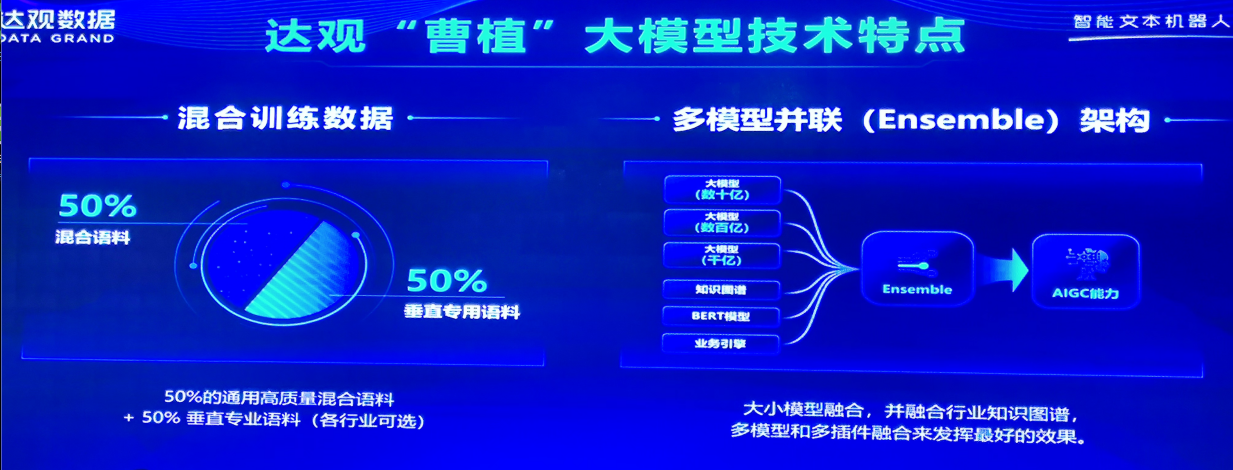 达观数据
DATA GRAND
达观“曹植”大模型技术特点
智能文本机器人
混合训练数据
50%
混合语料
50%
垂直专用语料
50%的通用高质量混合语料
+ 50% 垂直专业语料（各行业可选）
多模型并联（Ensemble）架构
大模型
（数十亿）
大模型
（数百亿）
大模型
（千亿）
知识图谱
BERT模型
业务引擎
Ensemble
AIGC能力
大小模型融合，并融合行业知识图谱，
多模型和多插件融合来发挥最好的效果。